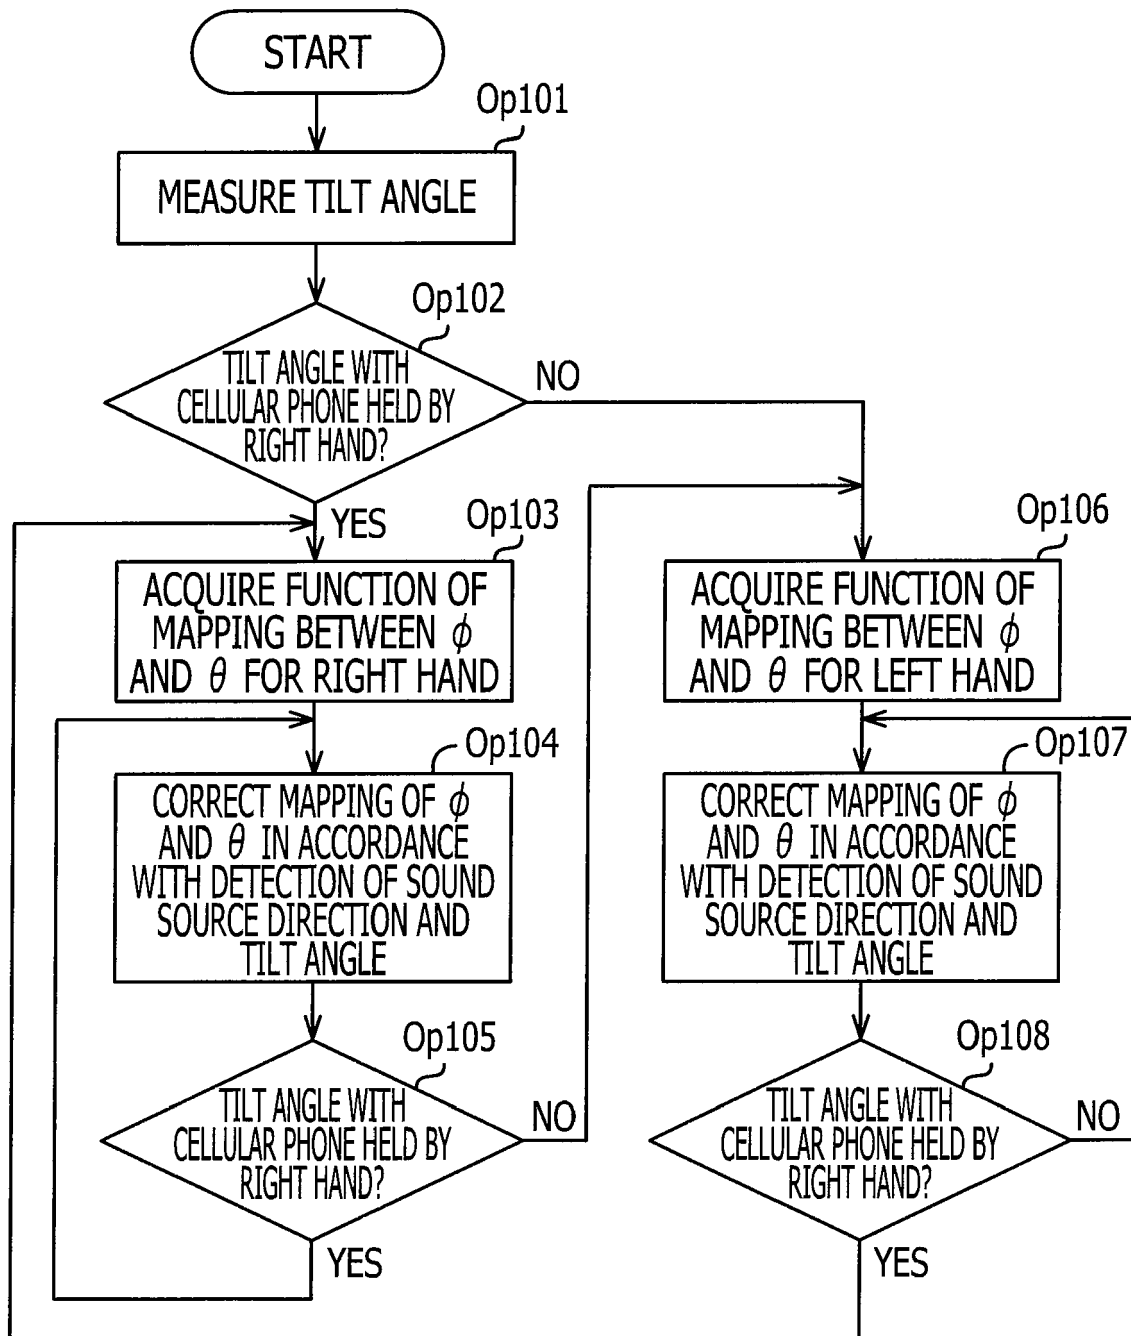 START
Op101
MEASURE TILT ANGLE
Op102
TILT ANGLE WITH
CELLULAR PHONE HELD BY
RIGHT HAND?
NO
YES
Op103
ACQUIRE FUNCTION OF
MAPPING BETWEEN ϕ
AND θ FOR RIGHT HAND
Op104
CORRECT MAPPING OF ϕ
AND θ IN ACCORDANCE
WITH DETECTION OF SOUND
SOURCE DIRECTION AND
TILT ANGLE
Op105
TILT ANGLE WITH
CELLULAR PHONE HELD BY
RIGHT HAND?
NO
YES
Op106
ACQUIRE FUNCTION OF
MAPPING BETWEEN ϕ
AND θ FOR LEFT HAND
Op107
CORRECT MAPPING OF ϕ
AND θ IN ACCORDANCE
WITH DETECTION OF SOUND
SOURCE DIRECTION AND
TILT ANGLE
Op108
TILT ANGLE WITH
CELLULAR PHONE HELD BY
RIGHT HAND?
NO
YES